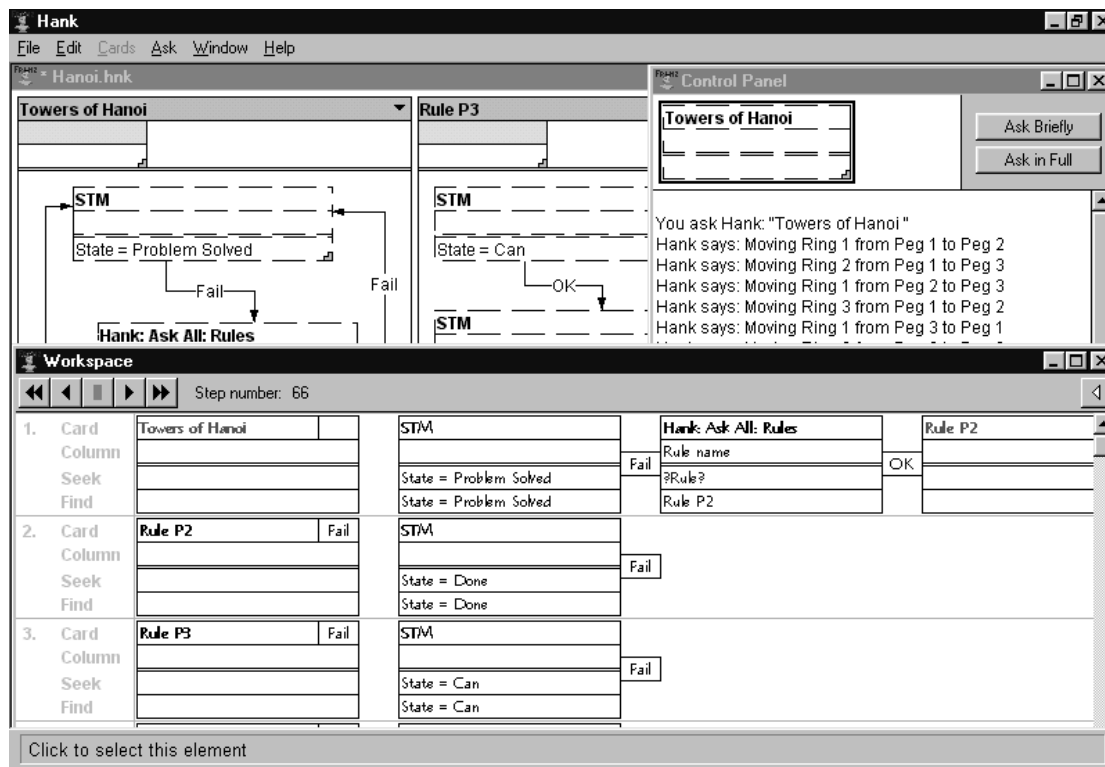 Hank
File Edit Cards Ask Window Help
* Hanoi.hnk
Towers of Hanoi
Rule P3
STM
State = Problem Solved
Fail
Fail
Hank: Ask All: Rules
STM
State = Can
OK
STM
Control Panel
Towers of Hanoi
Ask Briefly
Ask in Full
You ask Hank: "Towers of Hanoi "
Hank says: Moving Ring 1 from Peg 1 to Peg 2
Hank says: Moving Ring 2 from Peg 1 to Peg 3
Hank says: Moving Ring 1 from Peg 2 to Peg 3
Hank says: Moving Ring 3 from Peg 1 to Peg 2
Hank says: Moving Ring 1 from Peg 3 to Peg 1
Workspace
Step number: 66
1. Card Towers of Hanoi STM Hank: Ask All: Rules Rule P2
Column Fail Rule name OK
Seek State = Problem Solved ?Rule?
Find State = Problem Solved Rule P2
2. Card Rule P2 Fail STM
Column Fail
Seek State = Done
Find State = Done
3. Card Rule P3 Fail STM
Column Fail
Seek State = Can
Find State = Can
Click to select this element